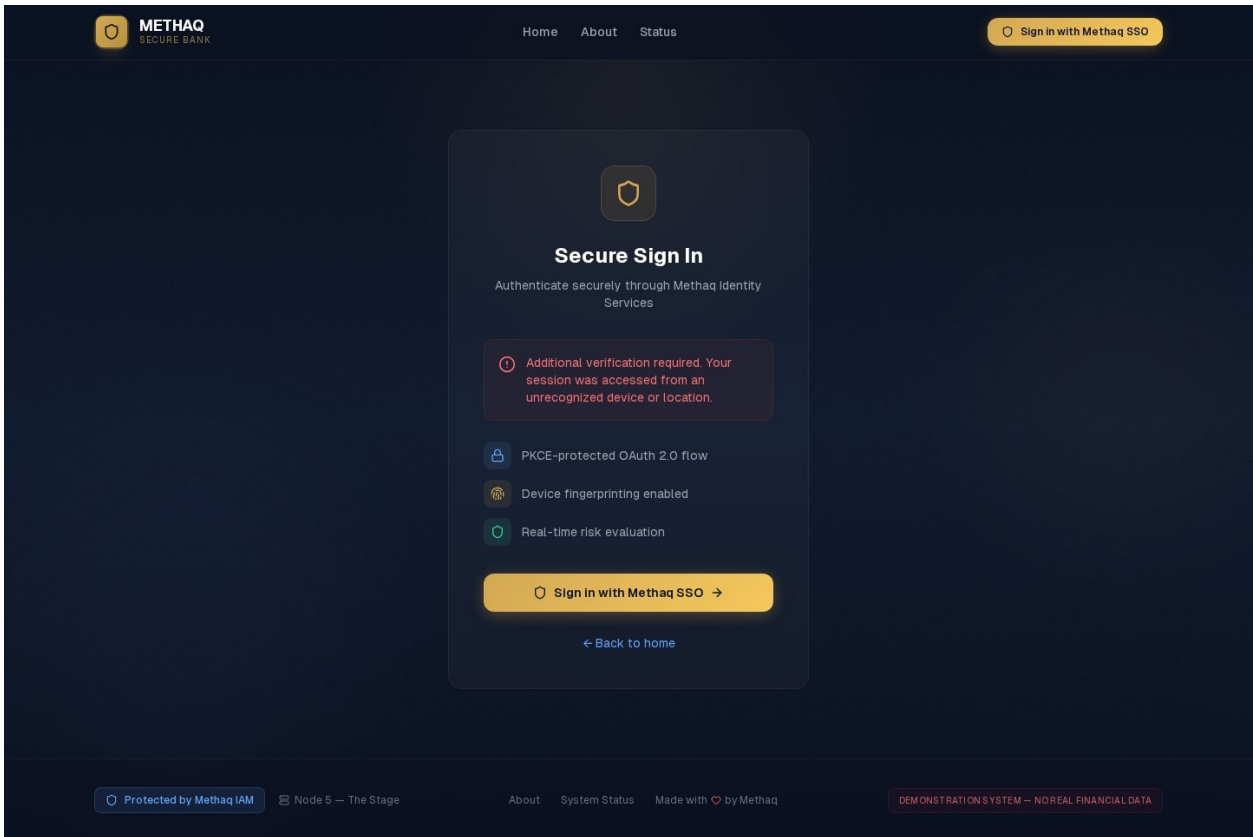 METHAQ
SECURE BANK
Home
About
Status
Sign in with Methaq SSO
Secure Sign In
Authenticate securely through Methaq Identity
Services
Additional verification required. Your
session was accessed from an
unrecognized device or location.
PKCE-protected OAuth 2.0 flow
Device fingerprinting enabled
Real-time risk evaluation
Sign in with Methaq SSO →
← Back to home
Protected by Methaq IAM
Node 5 — The Stage
About
System Status
Made with ♡ by Methaq
DEMONSTRATION SYSTEM — NO REAL FINANCIAL DATA